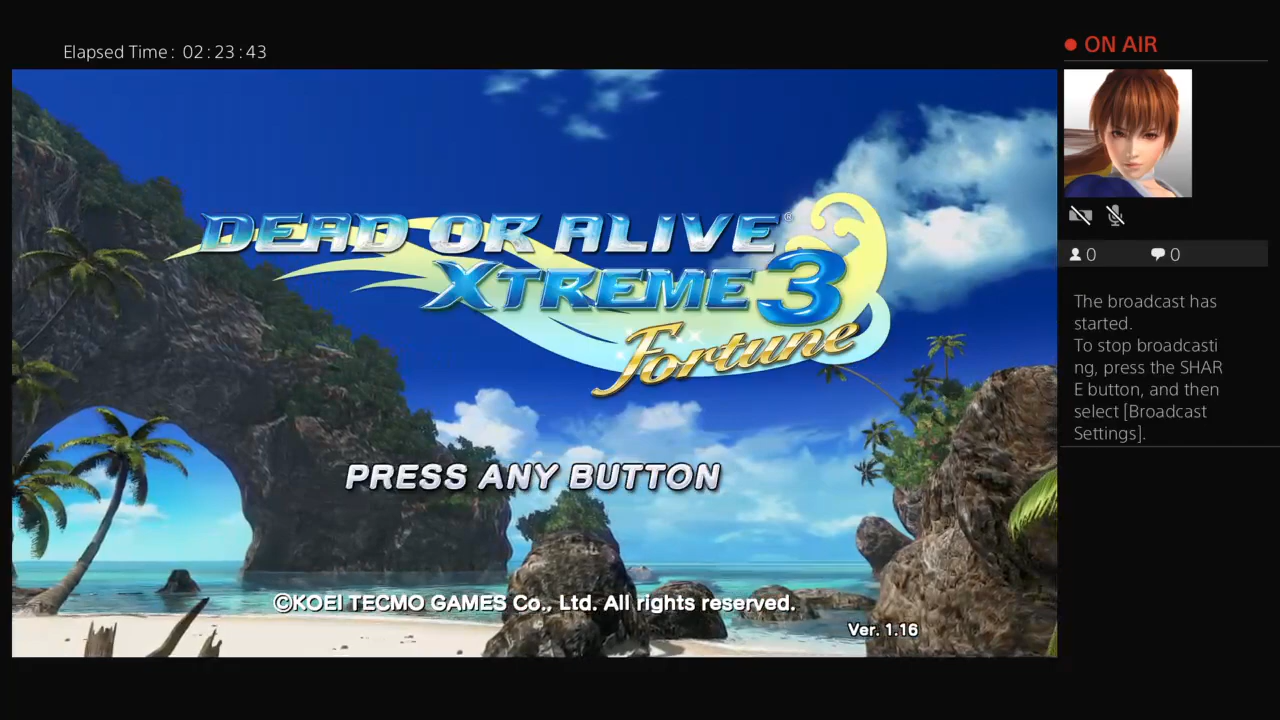 Elapsed Time: 02:23:43
ON AIR
DEAD OR ALIVE®
XTREME 3
Fortune
PRESS ANY BUTTON
©KOEI TECMO GAMES Co., Ltd. All rights reserved.
Ver. 1.16
0 0
The broadcast has
started.
To stop broadcasti
ng, press the SHAR
E button, and then
select [Broadcast
Settings].